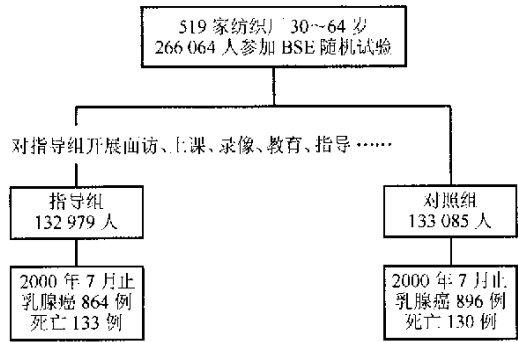 519 家纺织厂 30~64 岁
266 064 人参加 BSE 随机试验
对指导组开展面访、上课、录像、教育、指导……
指导组
132 979 人
对照组
133 085 人
2000 年 7 月止
乳腺癌 864 例
死亡 133 例
2000 年 7 月止
乳腺癌 896 例
死亡 130 例